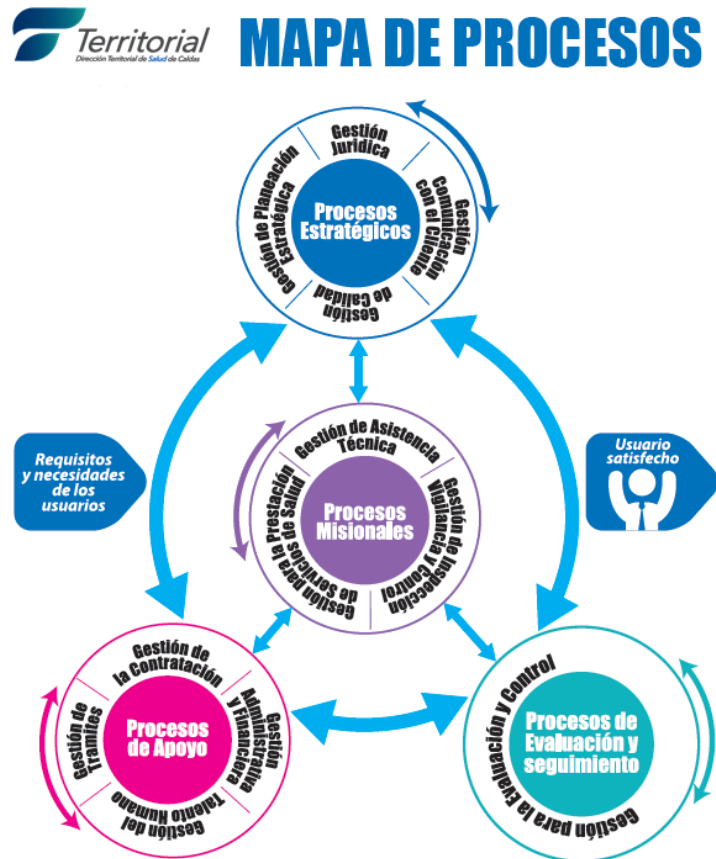 Territorial
Dirección Territorial de Salud de Caldas
MAPA DE PROCESOS
Gestión
Jurídica
Gestión
Comunicación
con el Cliente
Gestión
de Calidad
Gestión de Planeación
Estratégica
Procesos
Estratégicos
Requisitos
y necesidades
de los
usuarios
Usuario
satisfecho
Gestión de Asistencia
Técnica
Gestión de Inspección
Vigilancia y Control
Gestión para la Prestación
de Servicios de Salud
Procesos
Misionales
Gestión de
la Contratación
Gestión
Administrativa
y Financiera
Gestión del
Talento Humano
Gestión de
Tramites
Procesos
de Apoyo
Gestión para la Evaluación y Control
Procesos de
Evaluación y
seguimiento